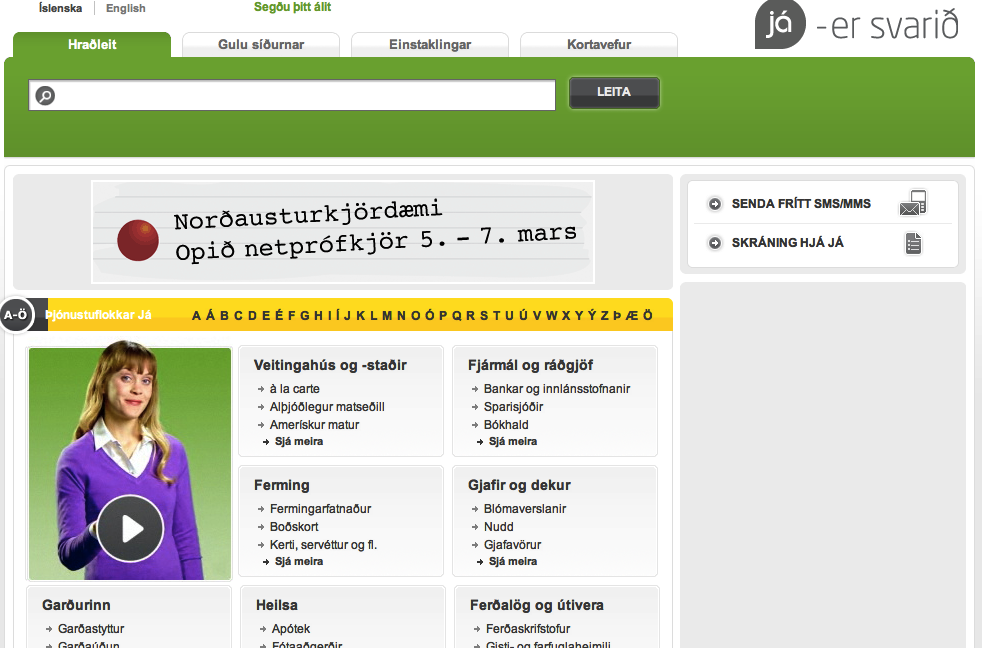 Íslenska English Segðu þitt álit
já -er svarið
Hraðleit Gulu síðurnar Einstaklingar Kortavefur
LEITA
Norðausturkjördæmi
Opið netprófkjör 5. – 7. mars
SENDA FRÍTT SMS/MMS
SKRÁNING HJÁ JÁ
A-Ö Þjónustuflokkar Já A Á B C D E É F G H I Í J K L M N O Ó P Q R S T U Ú V W X Y Ý Z Þ Æ Ö
Veitingahús og -staðir
à la carte
Alþjóðlegur matseðill
Amerískur matur
Sjá meira
Fjármál og ráðgjöf
Bankar og innlánsstofnanir
Sparisjóðir
Bókhald
Sjá meira
Ferming
Fermingarfatnaður
Boðskort
Kerti, servéttur og fl.
Sjá meira
Gjafir og dekur
Blómaverslanir
Nudd
Gjafavörur
Sjá meira
Garðurinn
Garðastyttur
Garðaúðun
Heilsa
Apótek
Fótaaðgerðir
Ferðalög og útivera
Ferðaskrifstofur
Gisti- og farfuglaheimili